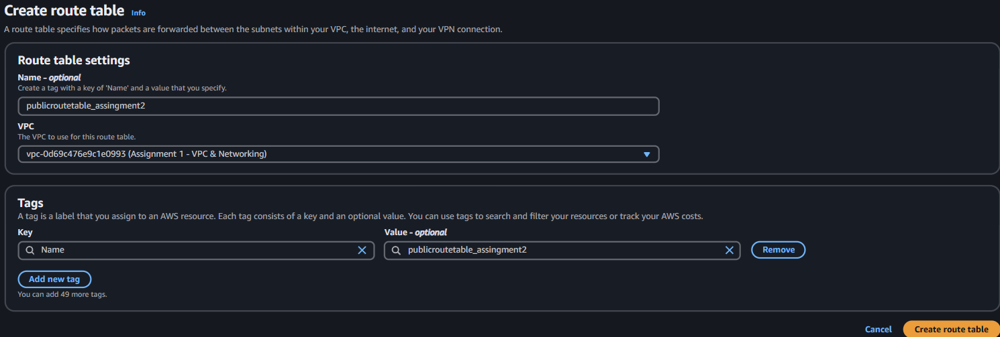 Create route table Info
A route table specifies how packets are forwarded between the subnets within your VPC, the internet, and your VPN connection.
Route table settings
Name - optional
Create a tag with a key of 'Name' and a value that you specify.
publicroutetable_assingment2
VPC
The VPC to use for this route table.
vpc-0d69c476e9c1e0993 (Assignment 1 - VPC & Networking)
Tags
A tag is a label that you assign to an AWS resource. Each tag consists of a key and an optional value. You can use tags to search and filter your resources or track your AWS costs.
Key Value - optional
Name publicroutetable_assingment2 Remove
Add new tag
You can add 49 more tags.
Cancel Create route table